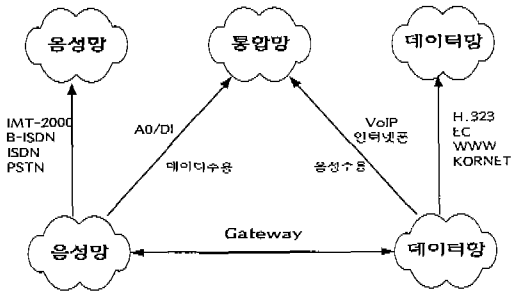 음성망
통합망
데이터망
IMT-2000
B-ISDN
ISDN
PSTN
AO/DI
데이터수용
VoIP
인터넷폰
음성수용
H.323
EC
WWW
KORNET
음성망
Gateway
데이터망